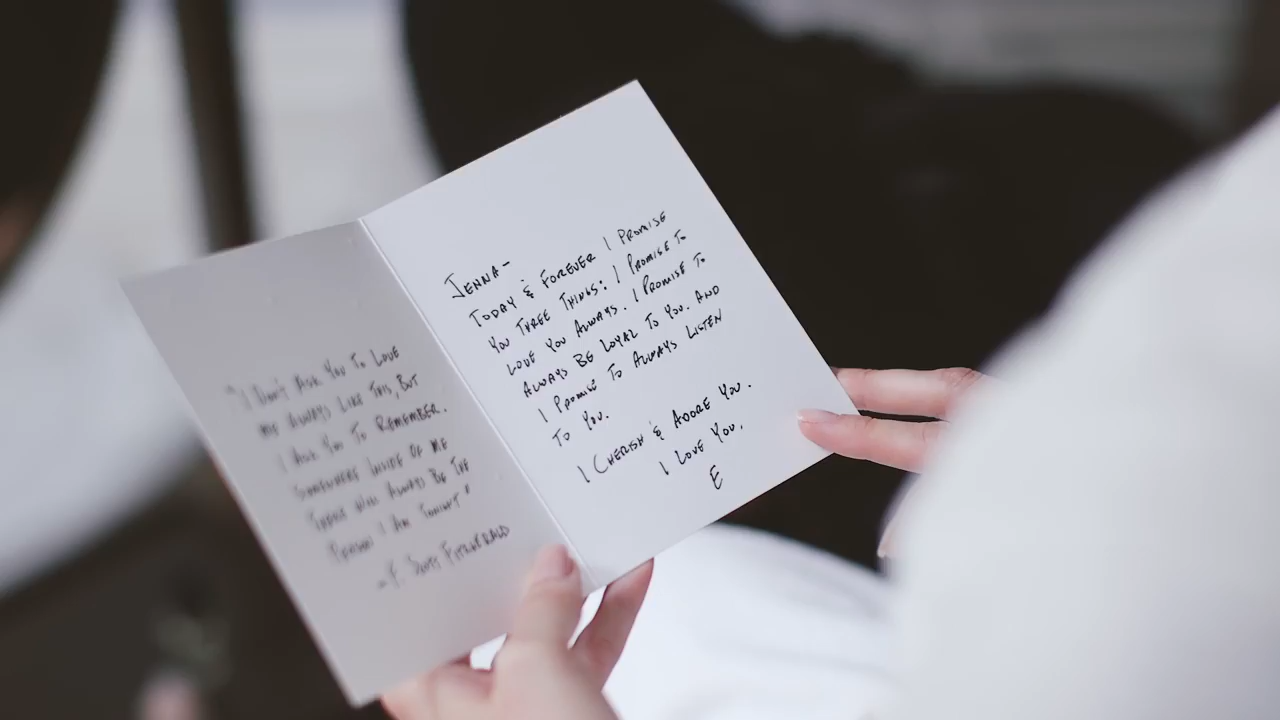 "I Don't Ask You To Love
Me Always Like This, But
I Ask You To Remember.
Somewhere Inside Of Me
There Will Always Be The
Person I Am Tonight"
-F. Scott Fitzgerald
Jenna-
Today & Forever I Promise
You Three Things: I Promise To
Love You Always. I Promise To
Always Be Loyal To You. And
I Promise To Always Listen
To You.
I Cherish & Adore You.
I Love You.
E